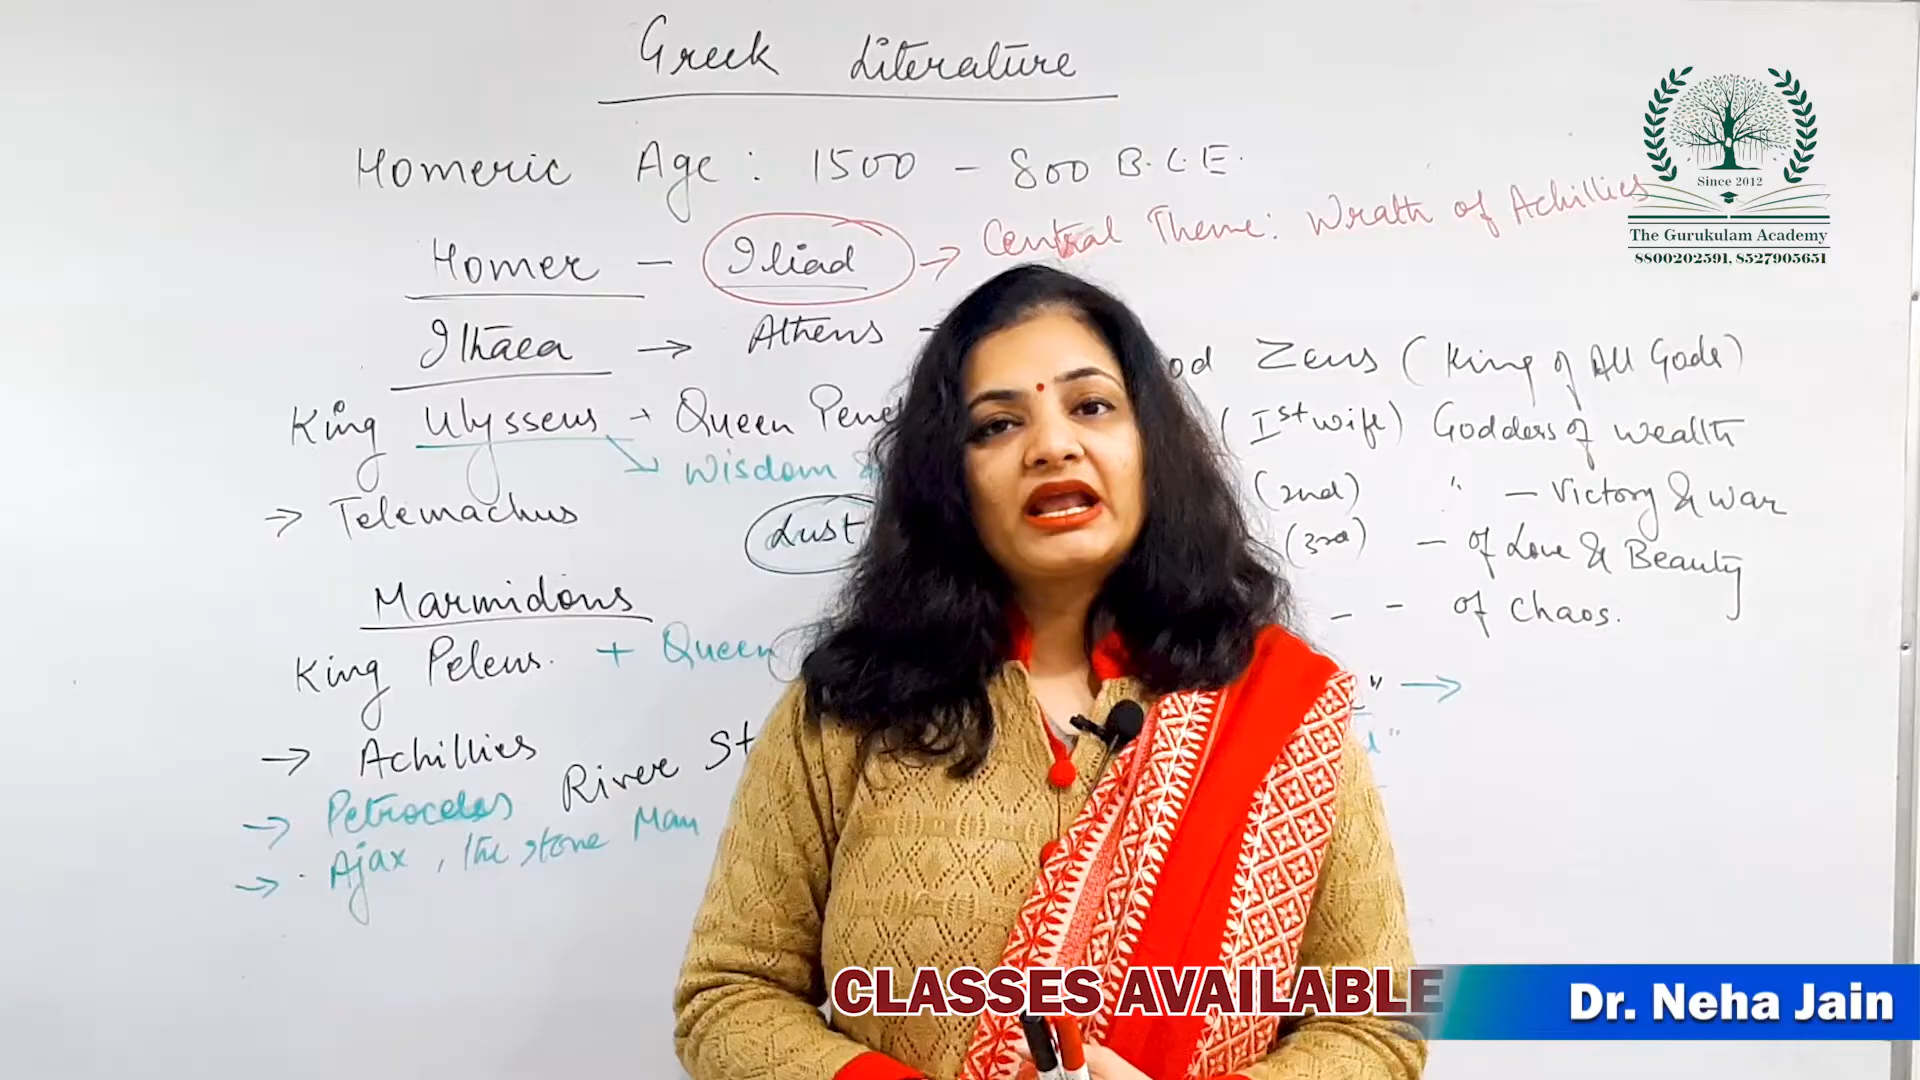 Greek Literature
Homeric Age : 1500 - 800 B.C.E.
Homer - Iliad → Central Theme: Wrath of Achillies
Ithaca → Athens
God Zeus (King of All Gods)
King Ulysseus → Queen Pene
(Ist wife) Goddess of wealth
Wisdom &
(2nd) " - Victory & war
→ Telemachus
Lust
(3rd) - of Love & Beauty
Marmidons
- - of Chaos.
King Peleus. + Queen
" →
→ Achillies
River St
→ Petrocelas
→ Ajax, the stone Man
Since 2012
The Gurukulam Academy
8800202591, 8527905651
CLASSES AVAILABLE
Dr. Neha Jain